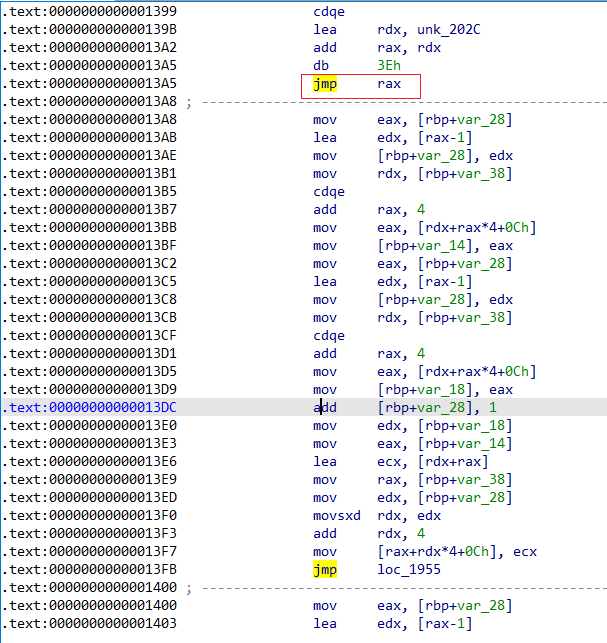 .text:0000000000001399 cdqe
.text:000000000000139B lea rdx, unk_202C
.text:00000000000013A2 add rax, rdx
.text:00000000000013A5 db 3Eh
.text:00000000000013A5 jmp rax
.text:00000000000013A8 ; ---------------------------------------------------------------------------
.text:00000000000013A8 mov eax, [rbp+var_28]
.text:00000000000013AB lea edx, [rax-1]
.text:00000000000013AE mov [rbp+var_28], edx
.text:00000000000013B1 mov rdx, [rbp+var_38]
.text:00000000000013B5 cdqe
.text:00000000000013B7 add rax, 4
.text:00000000000013BB mov eax, [rdx+rax*4+0Ch]
.text:00000000000013BF mov [rbp+var_14], eax
.text:00000000000013C2 mov eax, [rbp+var_28]
.text:00000000000013C5 lea edx, [rax-1]
.text:00000000000013C8 mov [rbp+var_28], edx
.text:00000000000013CB mov rdx, [rbp+var_38]
.text:00000000000013CF cdqe
.text:00000000000013D1 add rax, 4
.text:00000000000013D5 mov eax, [rdx+rax*4+0Ch]
.text:00000000000013D9 mov [rbp+var_18], eax
.text:00000000000013DC add [rbp+var_28], 1
.text:00000000000013E0 mov edx, [rbp+var_18]
.text:00000000000013E3 mov eax, [rbp+var_14]
.text:00000000000013E6 lea ecx, [rdx+rax]
.text:00000000000013E9 mov rax, [rbp+var_38]
.text:00000000000013ED mov edx, [rbp+var_28]
.text:00000000000013F0 movsxd rdx, edx
.text:00000000000013F3 add rdx, 4
.text:00000000000013F7 mov [rax+rdx*4+0Ch], ecx
.text:00000000000013FB jmp loc_1955
.text:0000000000001400 ; ---------------------------------------------------------------------------
.text:0000000000001400 mov eax, [rbp+var_28]
.text:0000000000001403 lea edx, [rax-1]